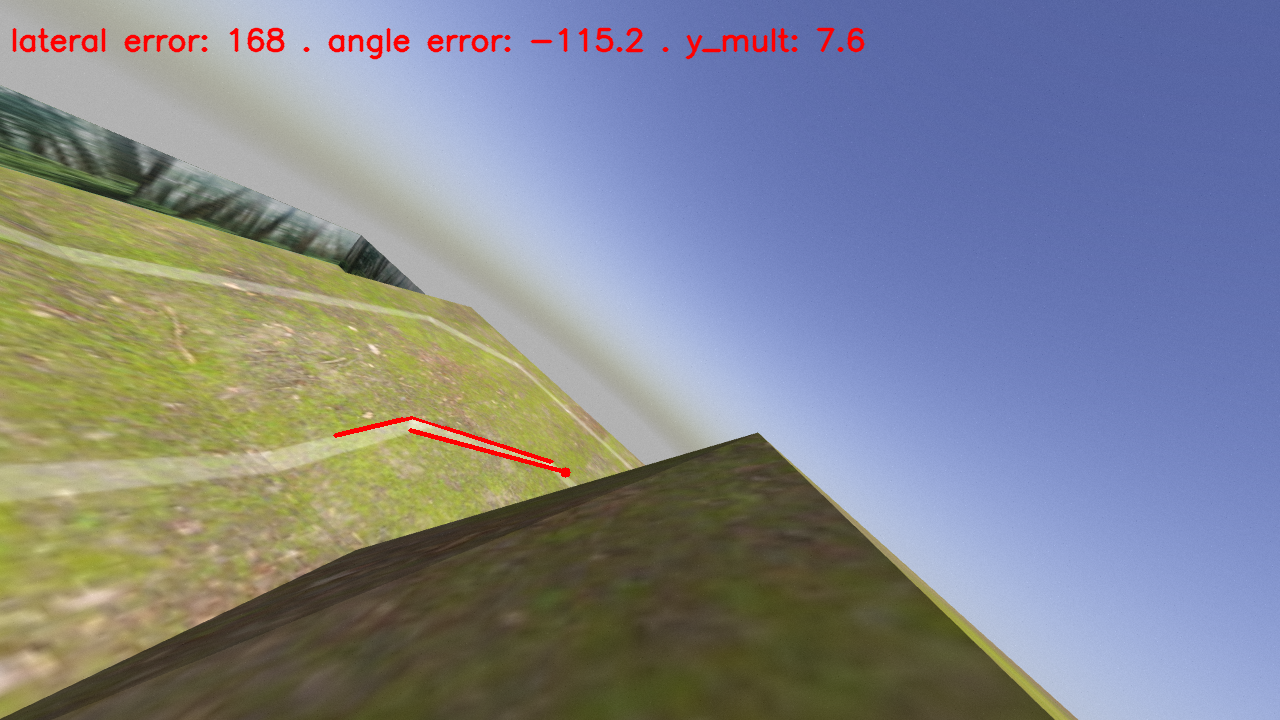 lateral error: 168 . angle error: -115.2 . y_mult: 7.6